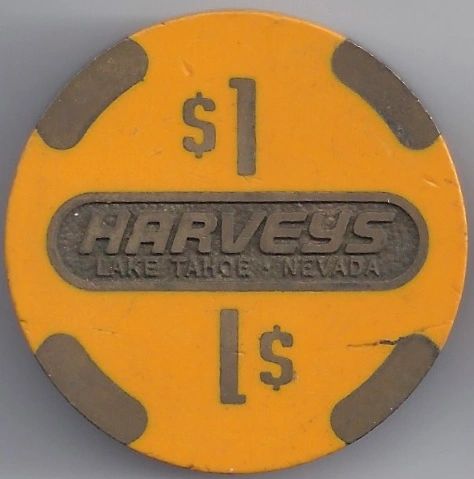 $1
HARVEYS
LAKE TAHOE · NEVADA
$1